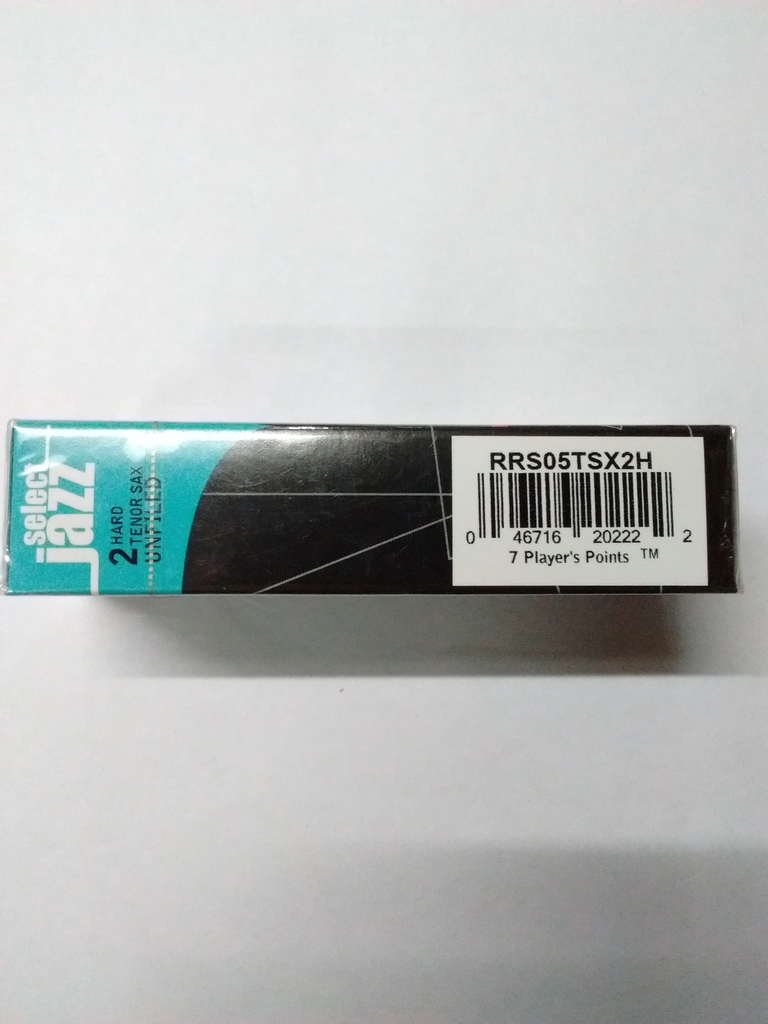 select
jazz
2 HARD
TENOR SAX
UNFILED
RRS05TSX2H
0 46716 20222 2
7 Player's Points ™